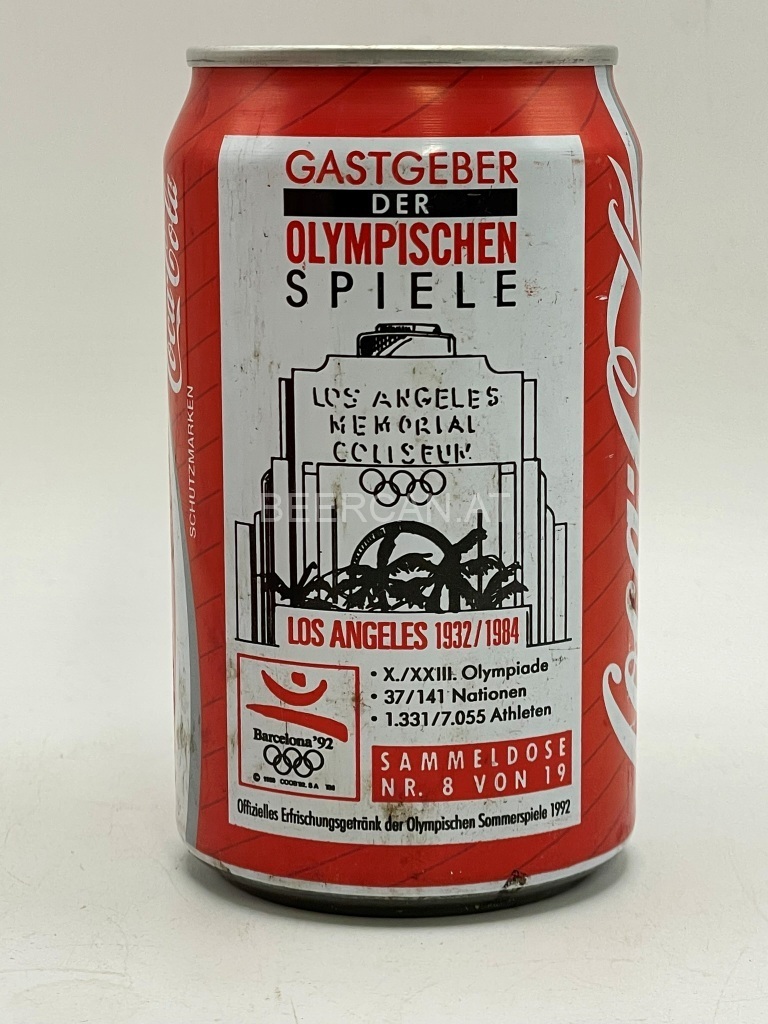 GASTGEBER
DER
OLYMPISCHEN
SPIELE
LOS ANGELES
MEMORIAL
COLISEUM
BEERCAN.AT
LOS ANGELES 1932/1984
• X./XXIII. Olympiade
• 37/141 Nationen
• 1.331/7.055 Athleten
Barcelona '92
SAMMELDOSE
NR. 8 VON 19
Offizielles Erfrischungsgetränk der Olympischen Sommerspiele 1992
Coca-Cola
SCHUTZMARKEN
Coca-Cola